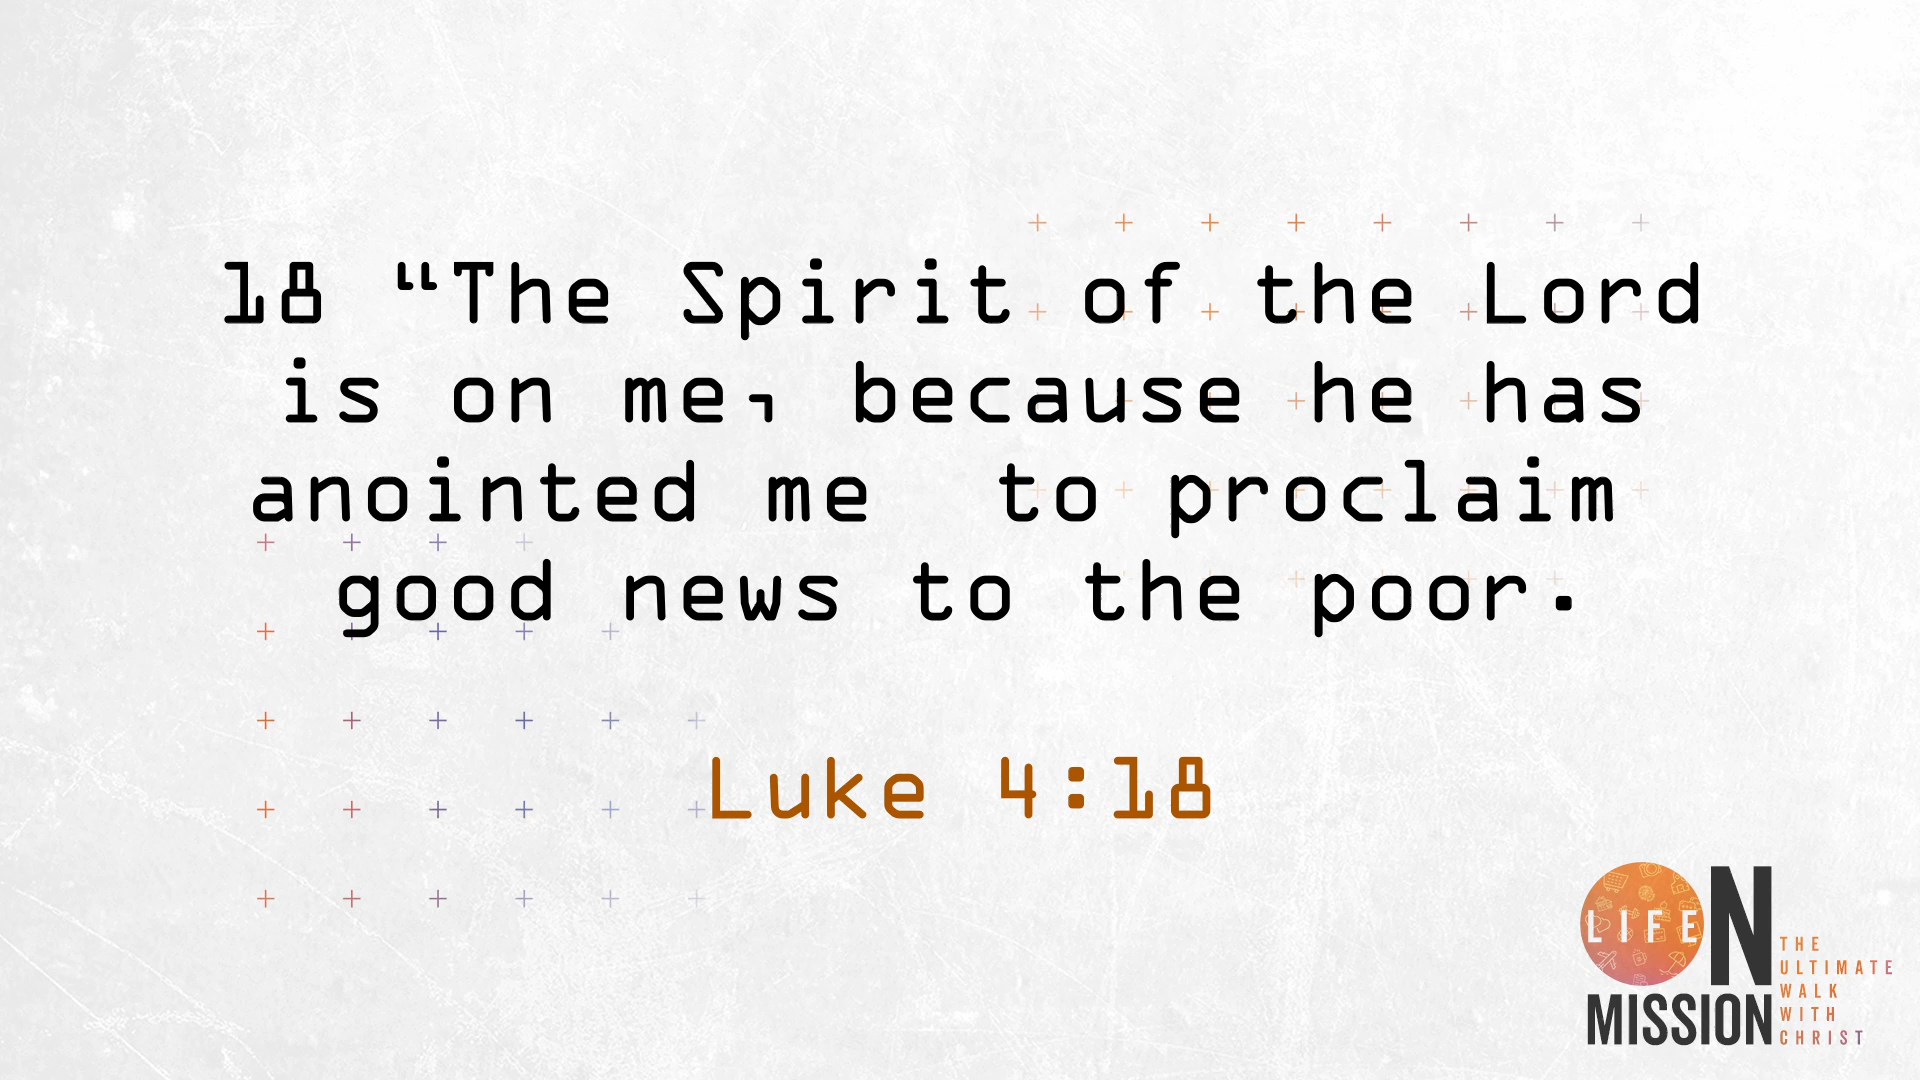 18 “The Spirit of the Lord
is on me, because he has
anointed me  to proclaim
good news to the poor.
Luke 4:18
LIFE ON
MISSION
THE
ULTIMATE
WALK
WITH
CHRIST